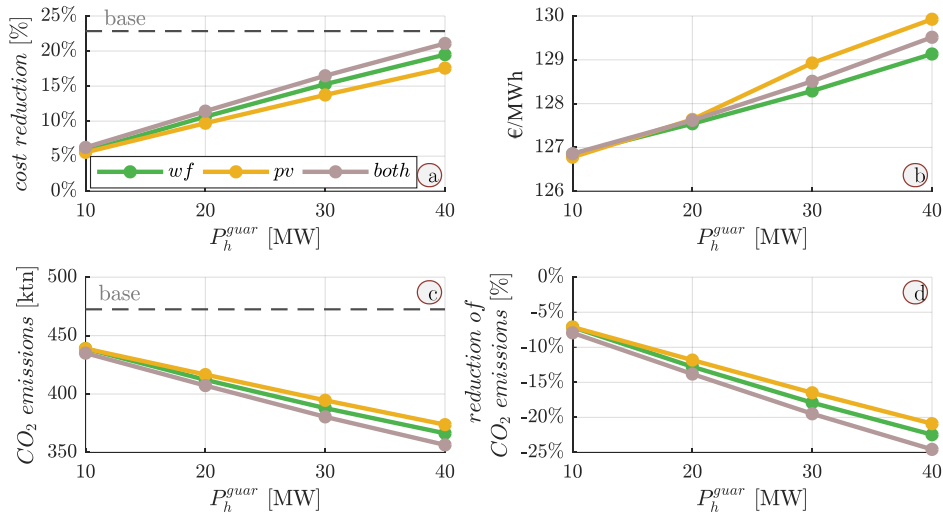 25%
20%
15%
10%
5%
0%
cost reduction [%]
base
wf pv both
a
10 20 30 40
P_h^{guar} [MW]
130
129
128
127
126
€/MWh
b
10 20 30 40
P_h^{guar} [MW]
500
450
400
350
CO₂ emissions [ktn]
base
c
10 20 30 40
P_h^{guar} [MW]
0%
-5%
-10%
-15%
-20%
-25%
reduction of
CO₂ emissions [%]
d
10 20 30 40
P_h^{guar} [MW]